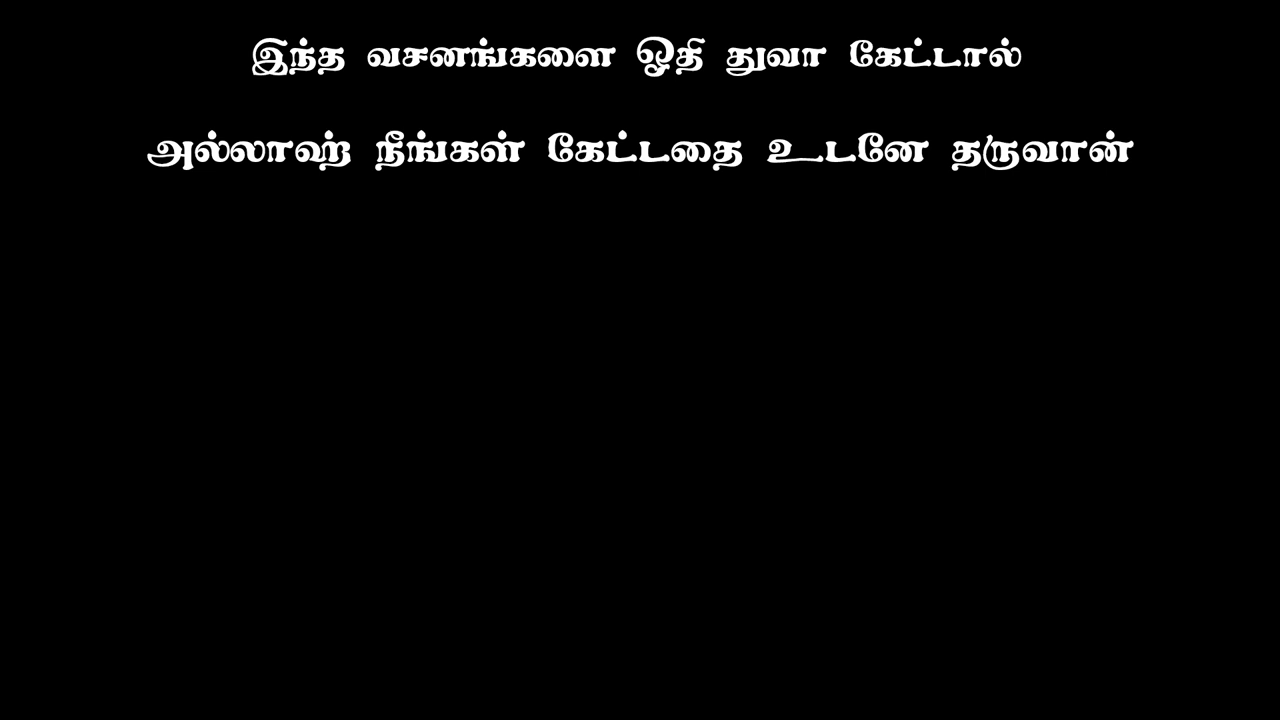 இந்த வசனங்களை ஓதி துவா கேட்டால்
அல்லாஹ் நீங்கள் கேட்டதை உடனே தருவான்